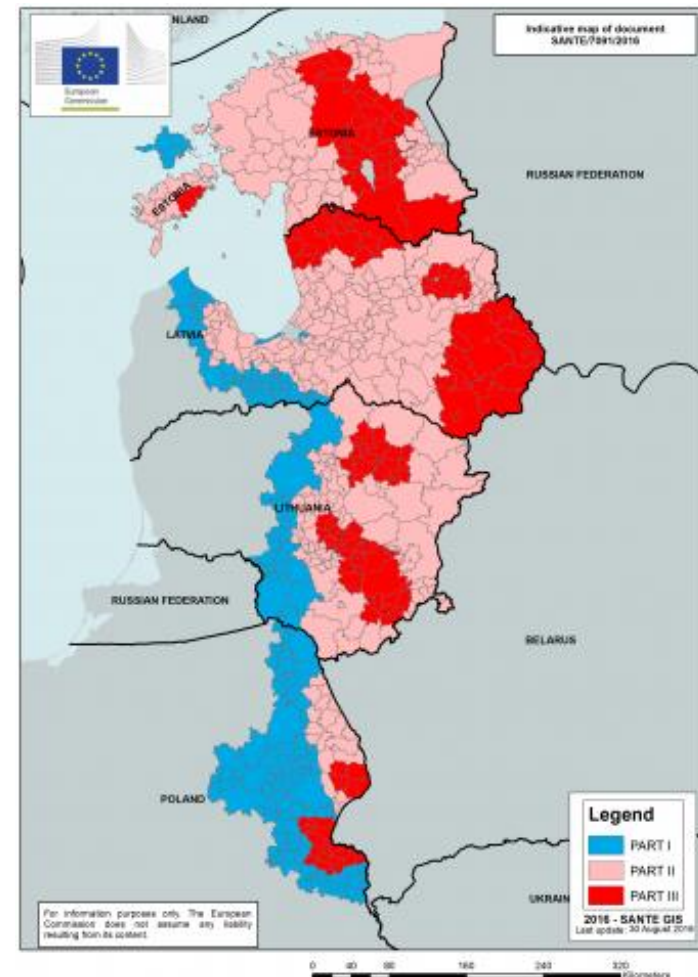 NLAND
Indicative map of document
SANTE/7091/2016
European
Commission
ESTONIA
RUSSIAN FEDERATION
ESTONIA
LATVIA
LITHUANIA
RUSSIAN FEDERATION
BELARUS
POLAND
Legend
PART I
PART II
PART III
UKRAIN
2016 - SANTE GIS
Last update: 30 August 2016
For information purposes only. The European
Commission does not assume any liability
resulting from its content.
0 40 80 160 240 320
Kilometers